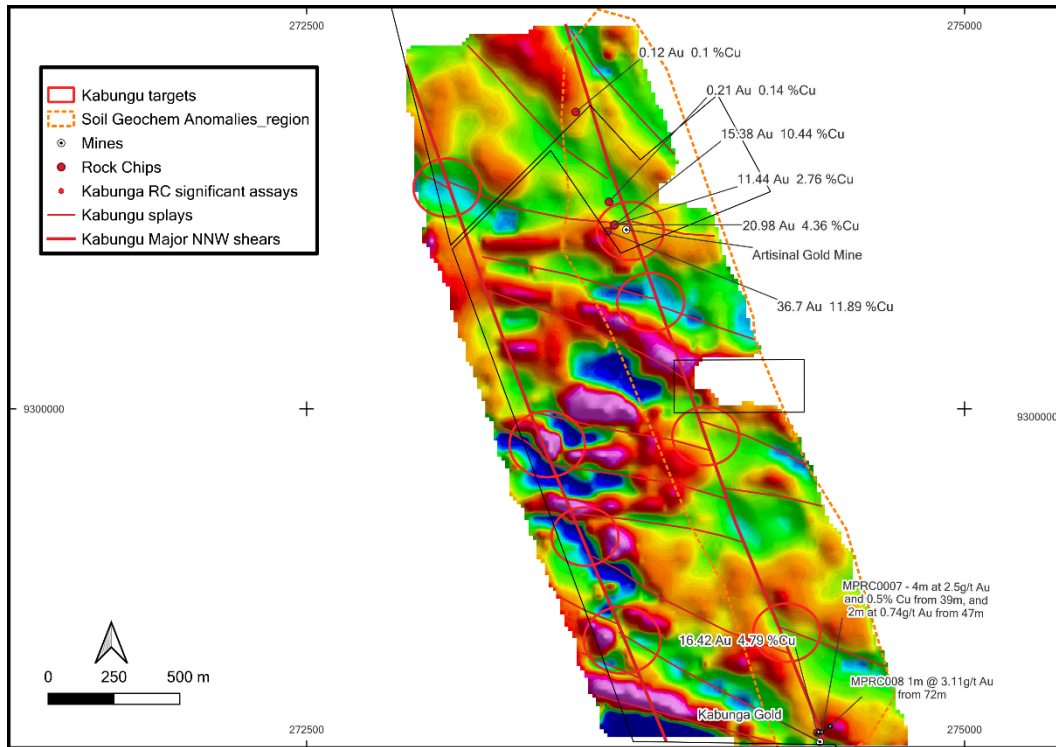 272500
275000
0.12 Au 0.1 %Cu
0.21 Au 0.14 %Cu
15.38 Au 10.44 %Cu
11.44 Au 2.76 %Cu
20.98 Au 4.36 %Cu
Artisinal Gold Mine
36.7 Au 11.89 %Cu
Kabungu targets
Soil Geochem Anomalies_region
Mines
Rock Chips
Kabunga RC significant assays
Kabungu splays
Kabungu Major NNW shears
9300000
9300000
MPRC0007 - 4m at 2.5g/t Au
and 0.5% Cu from 39m, and
2m at 0.74g/t Au from 47m
16.42 Au 4.79 %Cu
MPRC008 1m @ 3.11g/t Au
from 72m
Kabunga Gold
0 250 500 m
272500
275000